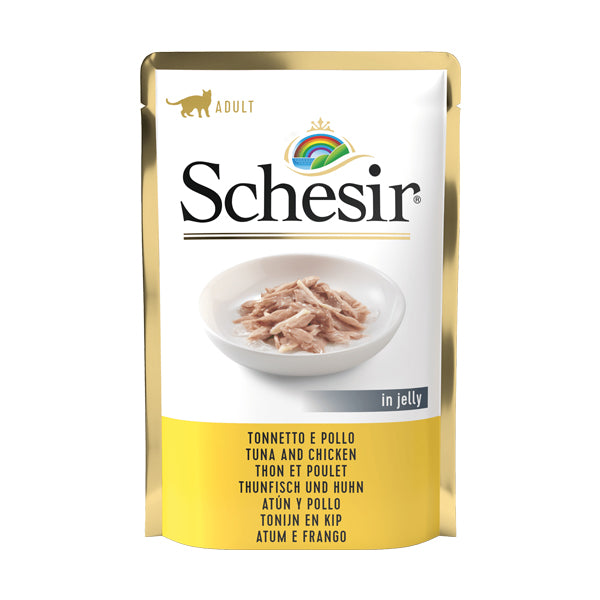 ADULT
Schesir®
in jelly
TONNETTO E POLLO
TUNA AND CHICKEN
THON ET POULET
THUNFISCH UND HUHN
ATÚN Y POLLO
TONIJN EN KIP
ATUM E FRANGO